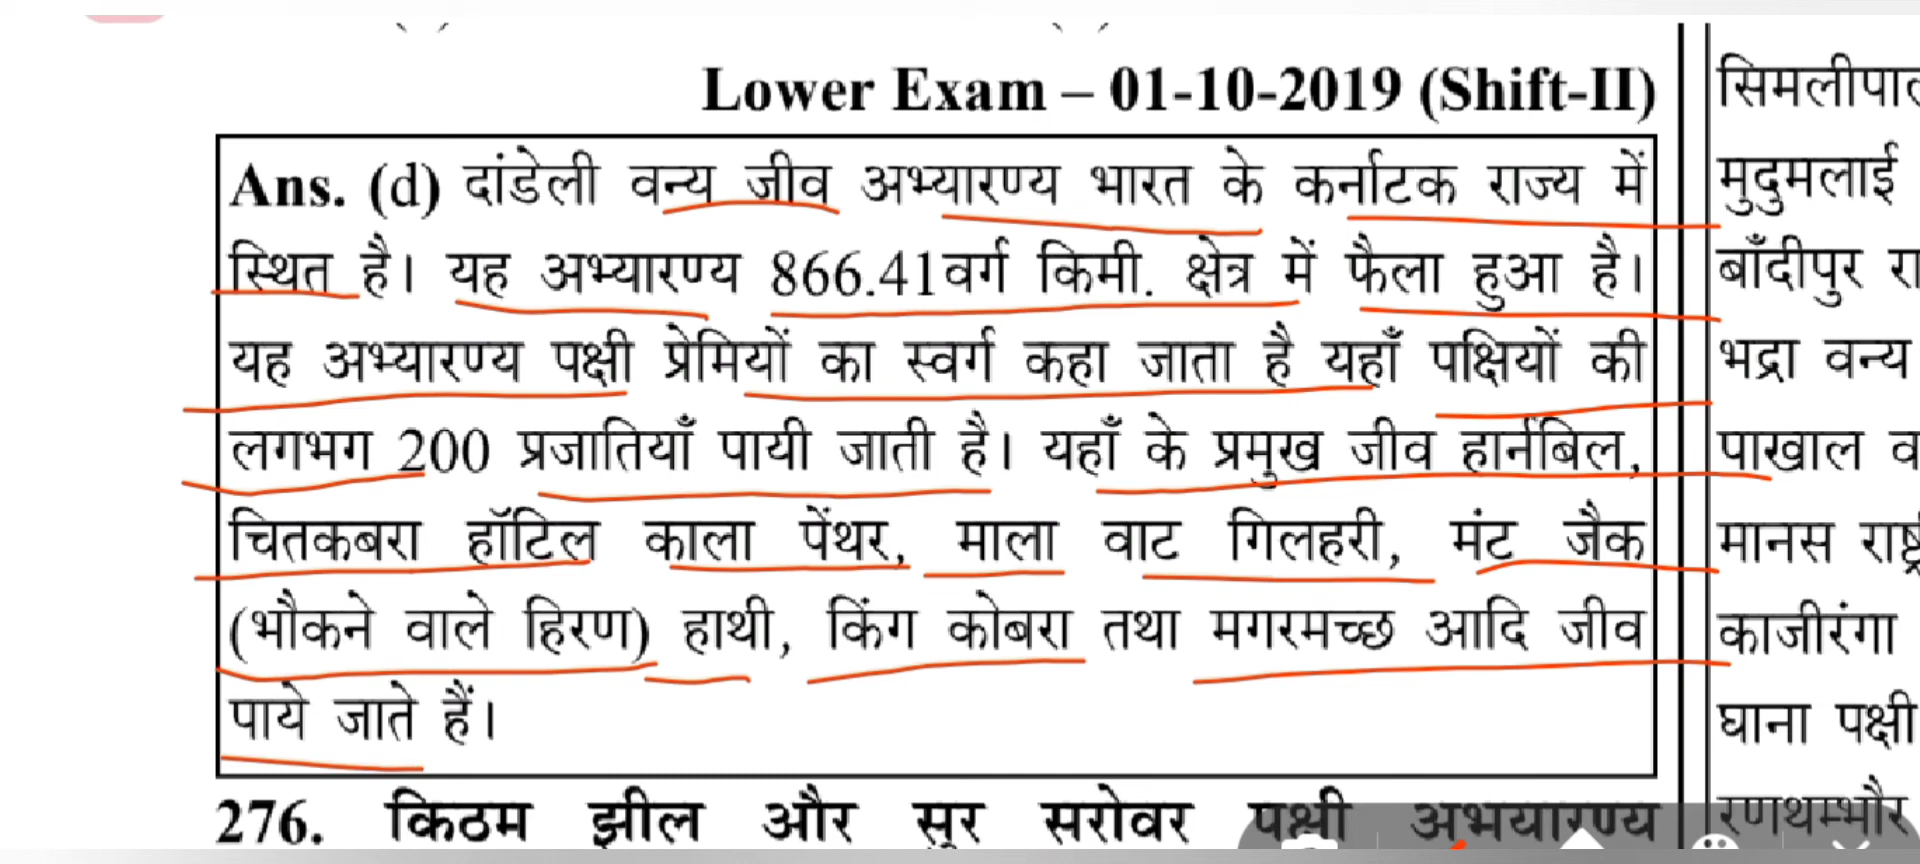 Lower Exam – 01-10-2019 (Shift-II)
Ans. (d) दांडेली वन्य जीव अभ्यारण्य भारत के कर्नाटक राज्य में
स्थित है। यह अभ्यारण्य 866.41वर्ग किमी. क्षेत्र में फैला हुआ है।
यह अभ्यारण्य पक्षी प्रेमियों का स्वर्ग कहा जाता है यहाँ पक्षियों की
लगभग 200 प्रजातियाँ पायी जाती है। यहाँ के प्रमुख जीव हार्नबिल,
चितकबरा हॉटिल काला पेंथर, माला वाट गिलहरी, मंट जैक
(भौकने वाले हिरण) हाथी, किंग कोबरा तथा मगरमच्छ आदि जीव
पाये जाते हैं।
276. किठम झील और सुर सरोवर पक्षी अभयारण्य
मुदुमलाई
बाँदीपुर रा
भद्रा वन्य
पाखाल व
मानस राष्ट्र
काजीरंगा
घाना पक्षी
रणथम्भौर